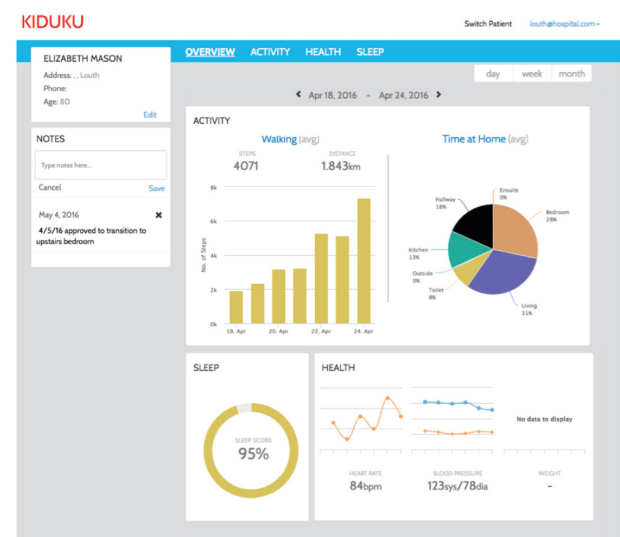 KIDUKU
Switch Patient
louth@hospital.com
ELIZABETH MASON
Address: , , Louth
Phone:
Age: 80
Edit
NOTES
Type notes here...
Cancel
Save
May 4, 2016
4/5/16 approved to transition to
upstairs bedroom
OVERVIEW ACTIVITY HEALTH SLEEP
day week month
Apr 18, 2016 - Apr 24, 2016
ACTIVITY
Walking (avg)
STEPS
4071
DISTANCE
1.843km
No. of Steps
8k
6k
4k
2k
0k
18. Apr 20. Apr 22. Apr 24. Apr
Time at Home (avg)
Ensuite
0%
Bedroom
28%
Living
31%
Toilet
8%
Outside
0%
Kitchen
13%
Hallway
18%
SLEEP
SLEEP SCORE
95%
HEALTH
HEART RATE
84bpm
BLOOD PRESSURE
123sys/78dia
No data to display
WEIGHT
-